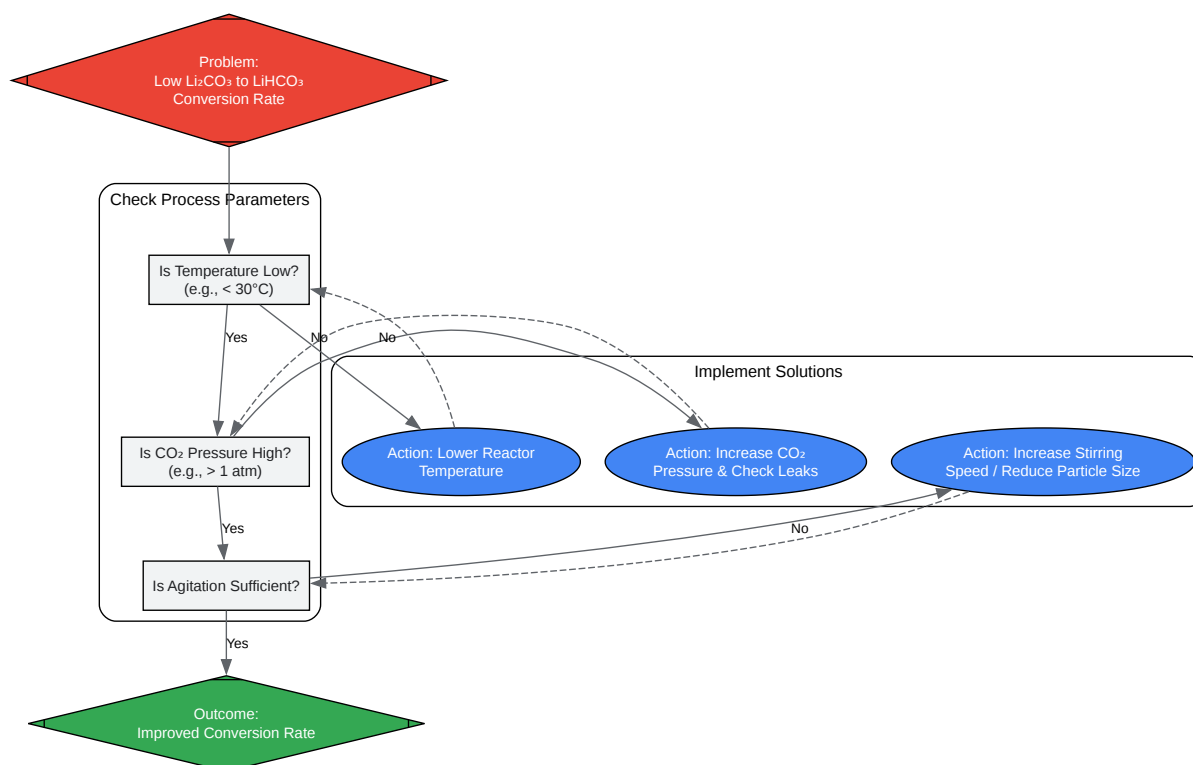 Problem:
Low Li₂CO₃ to LiHCO₃
Conversion Rate
Check Process Parameters
Is Temperature Low?
(e.g., < 30°C)
Yes
No
No
Implement Solutions
Is CO₂ Pressure High?
(e.g., > 1 atm)
Action: Lower Reactor
Temperature
Action: Increase CO₂
Pressure & Check Leaks
Action: Increase Stirring
Speed / Reduce Particle Size
Yes
No
Is Agitation Sufficient?
Yes
Outcome:
Improved Conversion Rate